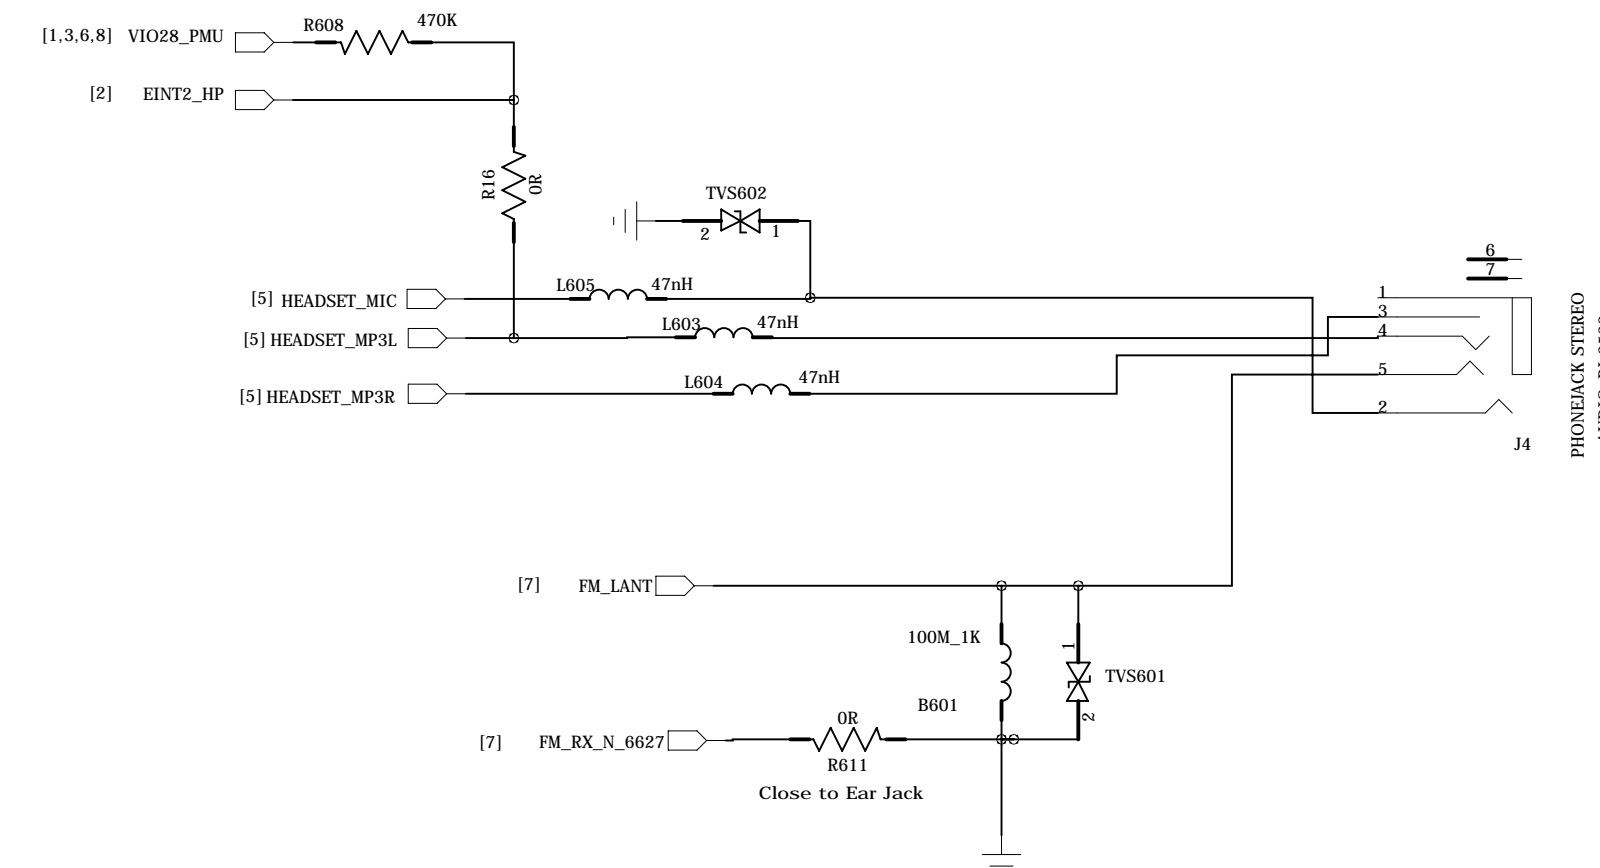 [1,3,6,8] VIO28_PMU
R608
470K
[2] EINT2_HP
R16
0R
TVS602
2
1
[5] HEADSET_MIC
L605
47nH
[5] HEADSET_MP3L
L603
47nH
[5] HEADSET_MP3R
L604
47nH
6
7
1
3
4
5
2
J4
PHONEJACK STEREO
[7] FM_LANT
100M_1K
B601
1
TVS601
2
[7] FM_RX_N_6627
0R
R611
Close to Ear Jack